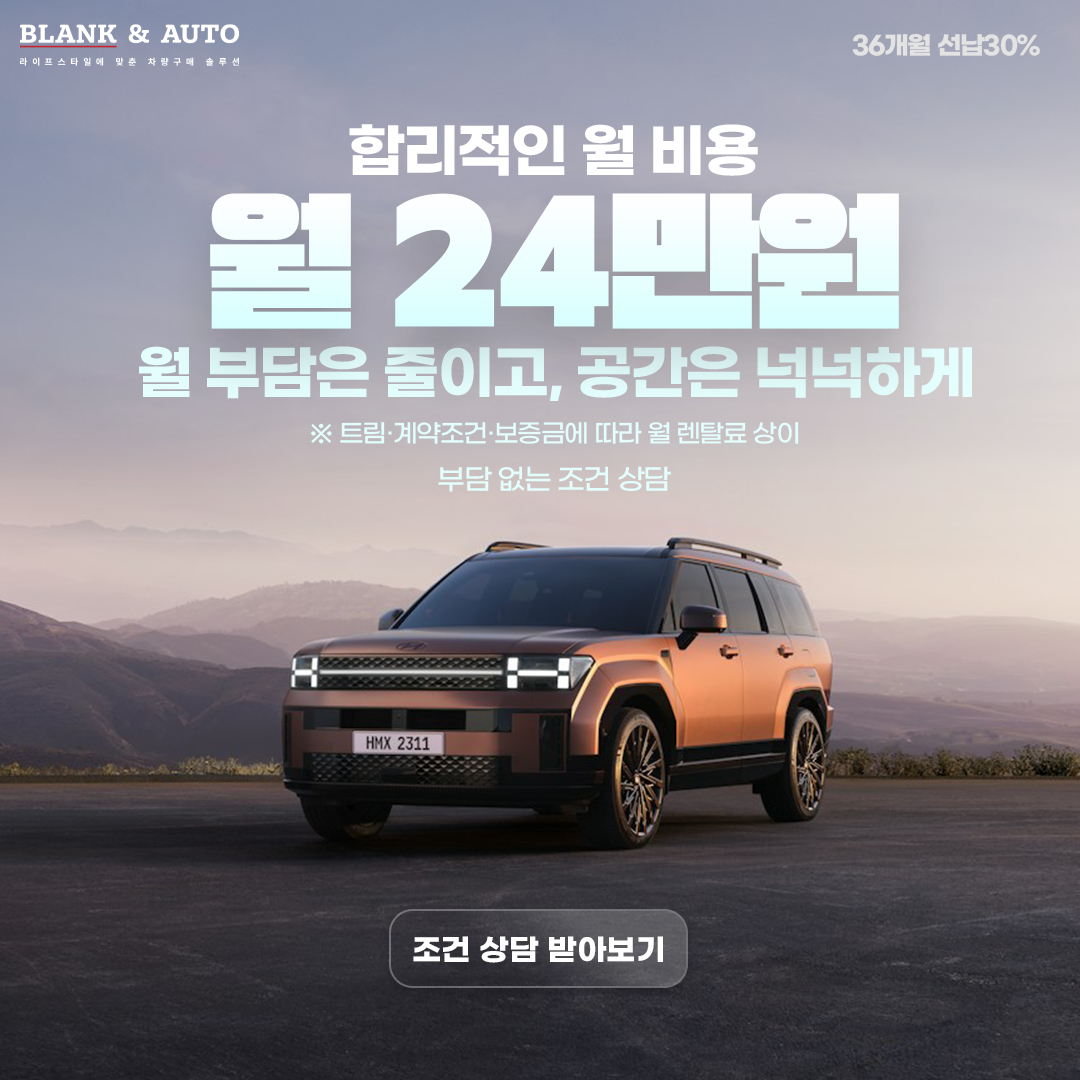 BLANK & AUTO
라이프스타일에 맞춘 차량구매 솔루션
36개월 선납30%
합리적인 월 비용
월 24만원
월 부담은 줄이고, 공간은 넉넉하게
※ 트림·계약조건·보증금에 따라 월 렌탈료 상이
부담 없는 조건 상담
HMX 2311
조건 상담 받아보기